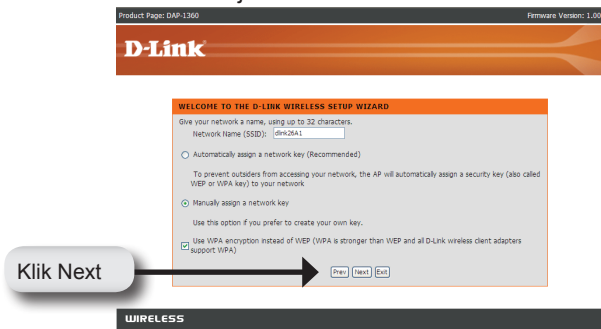 Product Page: DAP-1360 Firmware Version: 1.00
D-Link
WELCOME TO THE D-LINK WIRELESS SETUP WIZARD
Give your network a name, using up to 32 characters.
Network Name (SSID): dlink26A1
Automatically assign a network key (Recommended)
To prevent outsiders from accessing your network, the AP will automatically assign a security key (also called
WEP or WPA key) to your network
Manually assign a network key
Use this option if you prefer to create your own key.
Use WPA encryption instead of WEP (WPA is stronger than WEP and all D-Link wireless client adapters
support WPA)
Klik Next
Prev Next Exit
WIRELESS